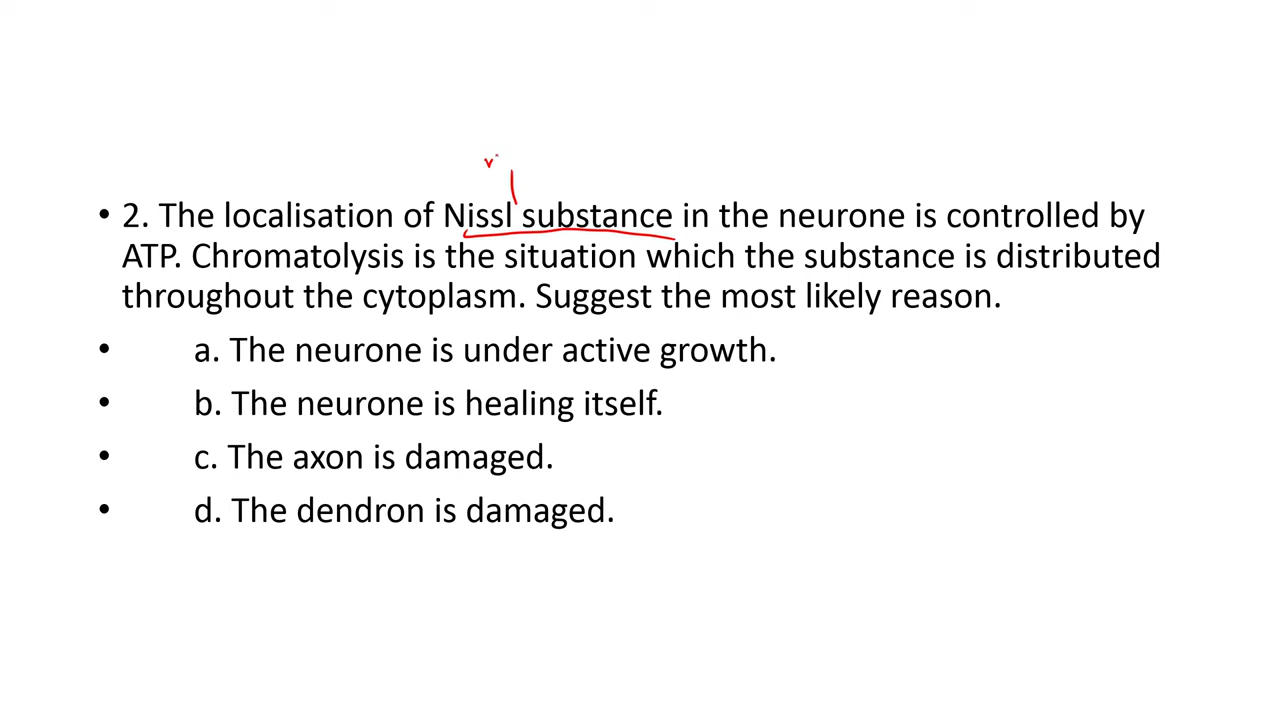 • 2. The localisation of Nissl substance in the neurone is controlled by
ATP. Chromatolysis is the situation which the substance is distributed
throughout the cytoplasm. Suggest the most likely reason.
• a. The neurone is under active growth.
• b. The neurone is healing itself.
• c. The axon is damaged.
• d. The dendron is damaged.